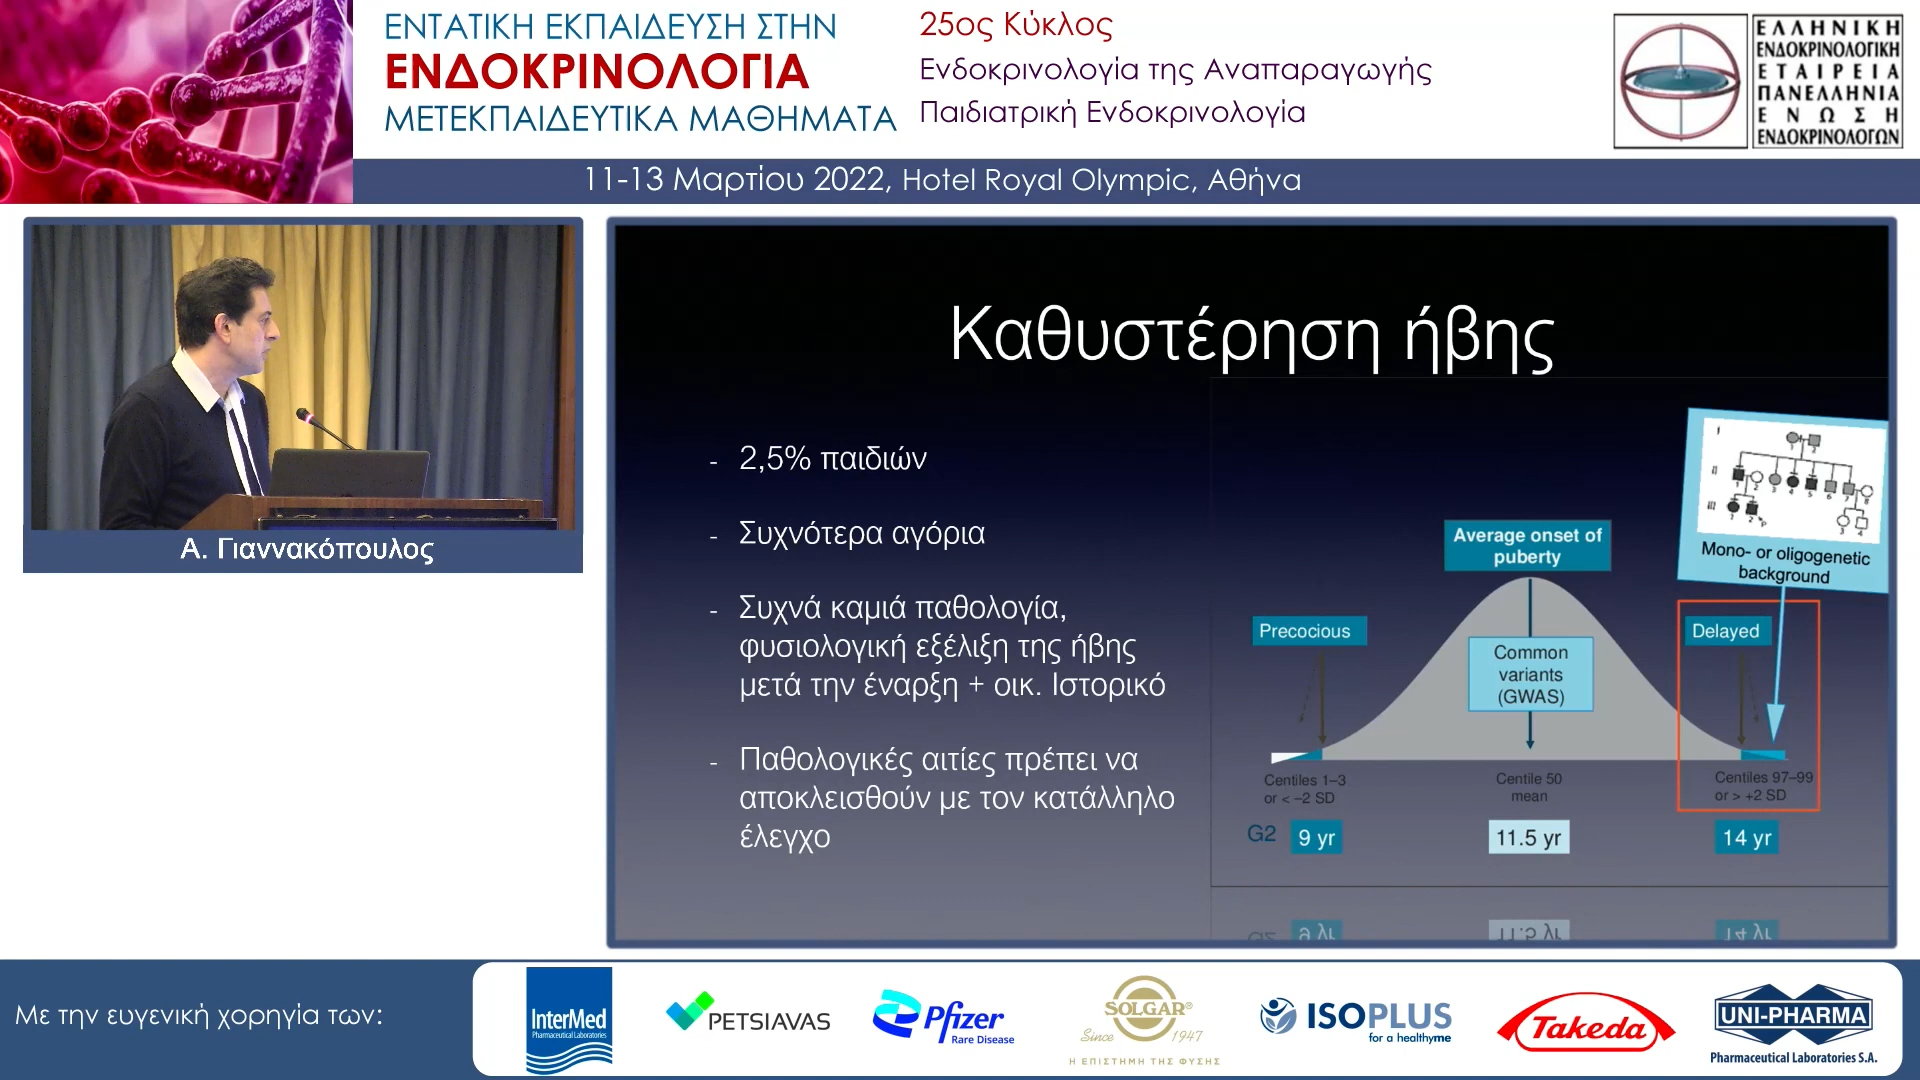 ΕΝΤΑΤΙΚΗ ΕΚΠΑΙΔΕΥΣΗ ΣΤΗΝ
ΕΝΔΟΚΡΙΝΟΛΟΓΙΑ
ΜΕΤΕΚΠΑΙΔΕΥΤΙΚΑ ΜΑΘΗΜΑΤΑ
25ος Κύκλος
Ενδοκρινολογία της Αναπαραγωγής
Παιδιατρική Ενδοκρινολογία
ΕΛΛΗΝΙΚΗ
ΕΝΔΟΚΡΙΝΟΛΟΓΙΚΗ
ΕΤΑΙΡΕΙΑ
ΠΑΝΕΛΛΗΝΙΑ
ΕΝΩΣΗ
ΕΝΔΟΚΡΙΝΟΛΟΓΩΝ
11-13 Μαρτίου 2022, Hotel Royal Olympic, Αθήνα
Α. Γιαννακόπουλος
Καθυστέρηση ήβης
- 2,5% παιδιών
- Συχνότερα αγόρια
- Συχνά καμιά παθολογία,
φυσιολογική εξέλιξη της ήβης
μετά την έναρξη + οικ. Ιστορικό
- Παθολογικές αιτίες πρέπει να
αποκλεισθούν με τον κατάλληλο
έλεγχο
Mono- or oligogenetic
background
Average onset of
puberty
Precocious
Delayed
Common
variants
(GWAS)
Centiles 1–3
or < –2 SD
Centile 50
mean
Centiles 97–99
or > +2 SD
G2 9 yr 11.5 yr 14 yr
Με την ευγενική χορηγία των:
InterMed
Pharmaceutical Laboratories
PETSIAVAS
Pfizer
Rare Disease
SOLGAR®
Since 1947
Η ΕΠΙΣΤΗΜΗ ΤΗΣ ΦΥΣΗΣ
ISOPLUS
for a healthyme
Takeda
UNI-PHARMA
Pharmaceutical Laboratories S.A.